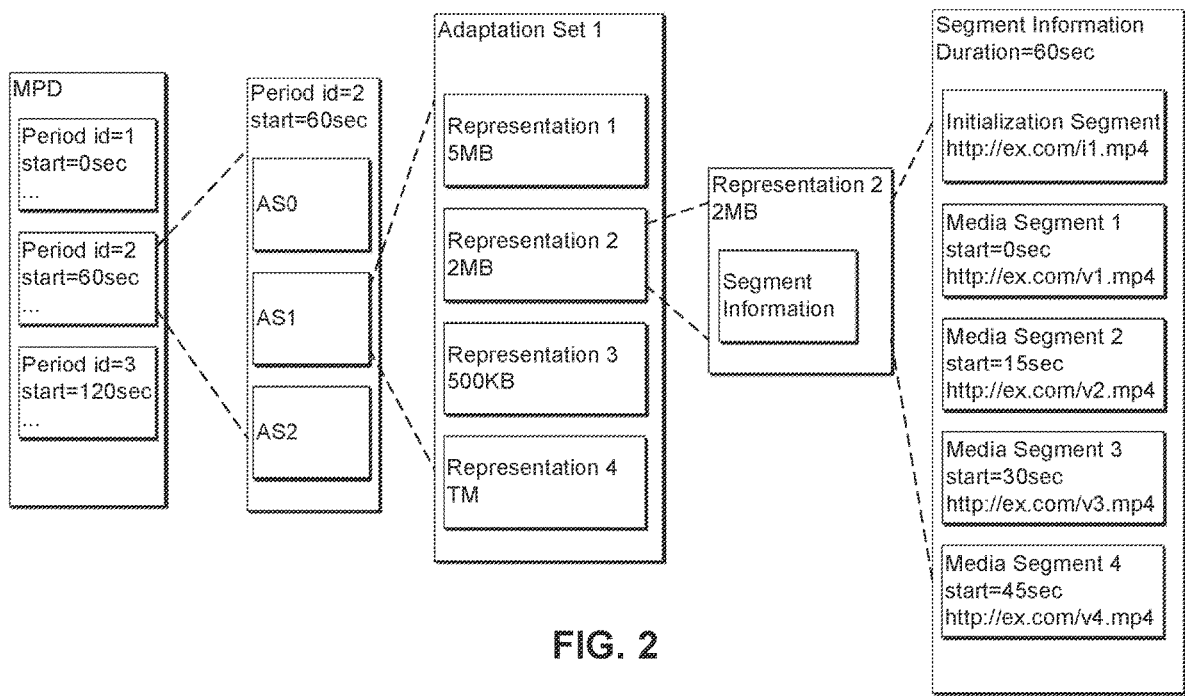 MPD
Period id=1
start=0sec
...
Period id=2
start=60sec
...
Period id=3
start=120sec
...
Period id=2
start=60sec
AS0
AS1
AS2
Adaptation Set 1
Representation 1
5MB
Representation 2
2MB
Representation 3
500KB
Representation 4
TM
Representation 2
2MB
Segment
Information
Segment Information
Duration=60sec
Initialization Segment
http://ex.com/i1.mp4
Media Segment 1
start=0sec
http://ex.com/v1.mp4
Media Segment 2
start=15sec
http://ex.com/v2.mp4
Media Segment 3
start=30sec
http://ex.com/v3.mp4
Media Segment 4
start=45sec
http://ex.com/v4.mp4
FIG. 2